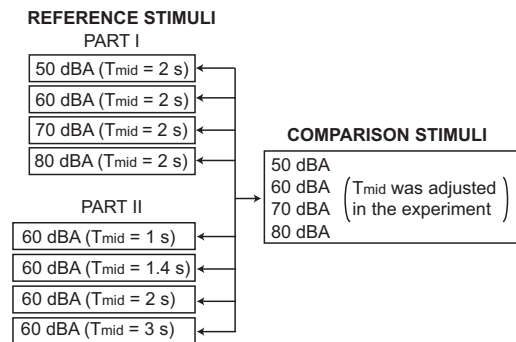 REFERENCE STIMULI
PART I
50 dBA (Tmid = 2 s)
60 dBA (Tmid = 2 s)
70 dBA (Tmid = 2 s)
80 dBA (Tmid = 2 s)
PART II
60 dBA (Tmid = 1 s)
60 dBA (Tmid = 1.4 s)
60 dBA (Tmid = 2 s)
60 dBA (Tmid = 3 s)
COMPARISON STIMULI
50 dBA
60 dBA
70 dBA
80 dBA
(Tmid was adjusted
in the experiment)